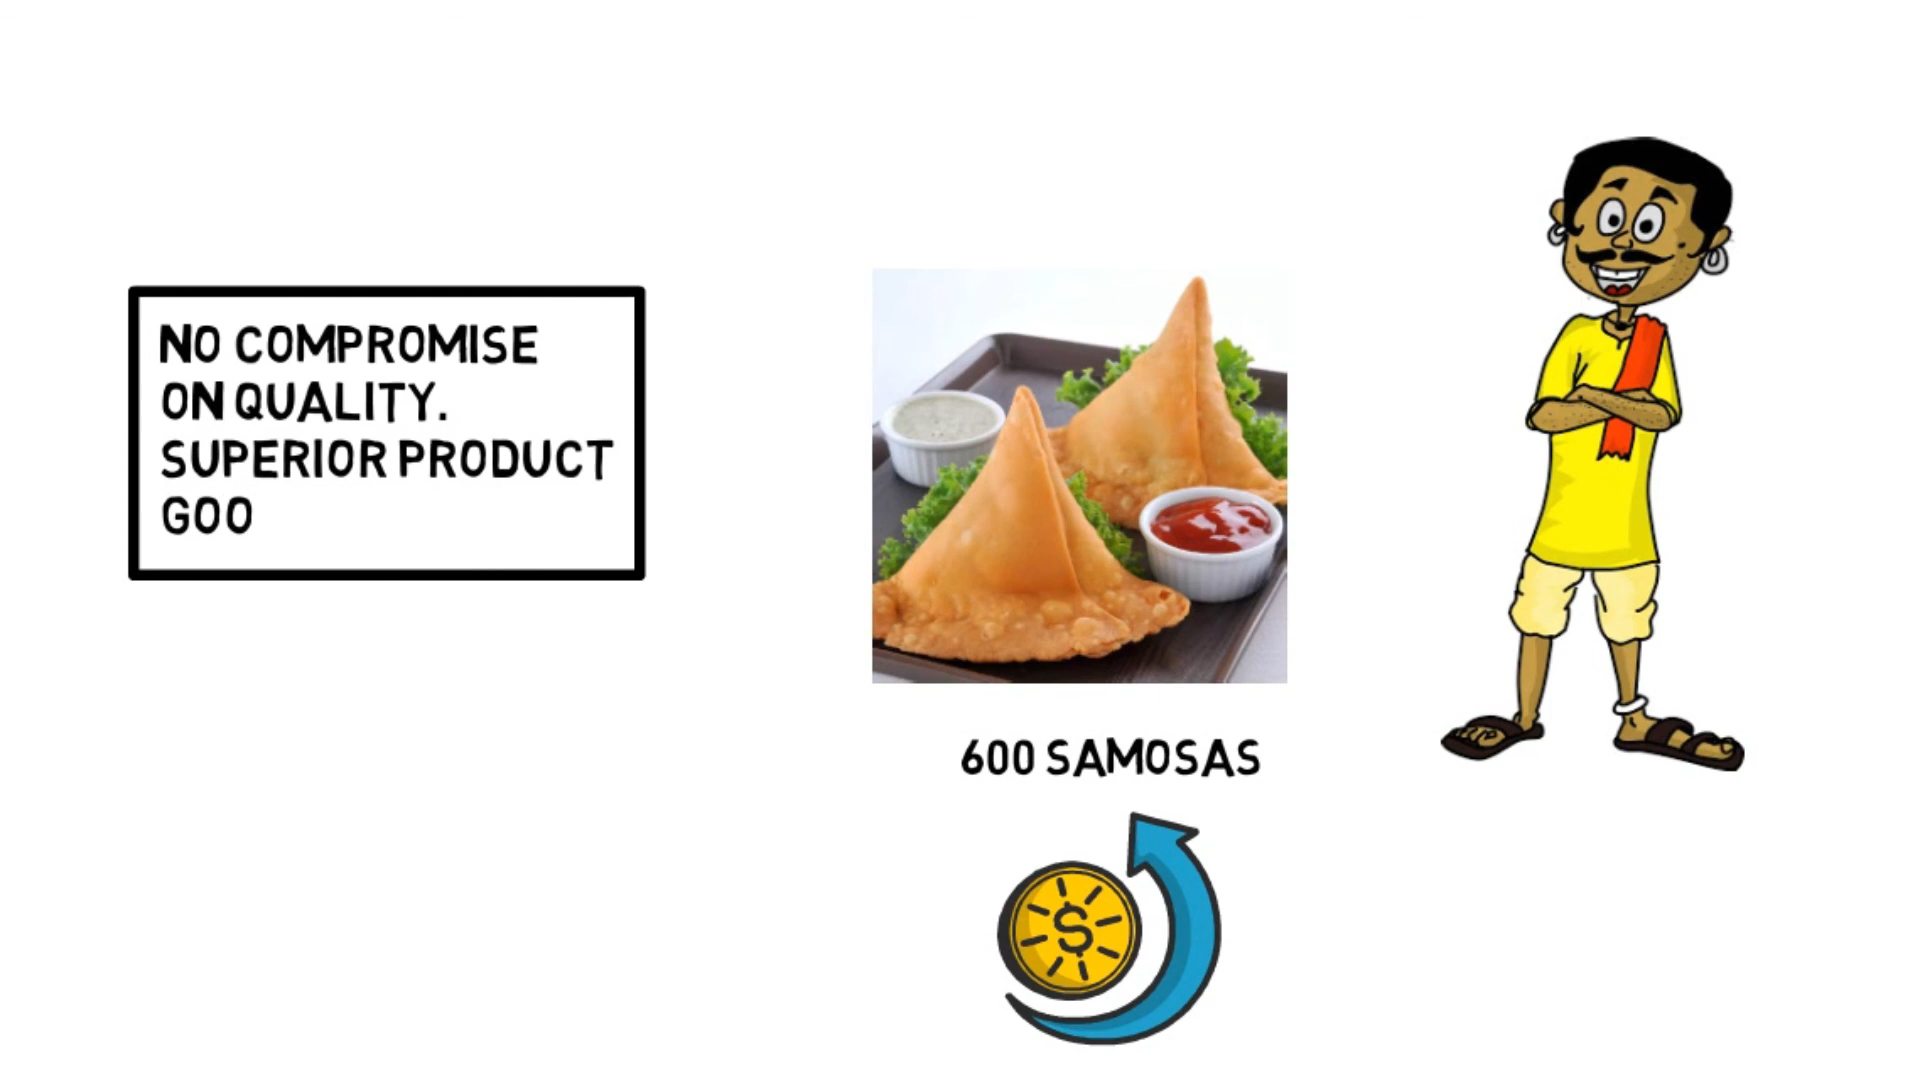 NO COMPROMISE
ON QUALITY.
SUPERIOR PRODUCT
GOO
600 SAMOSAS
$